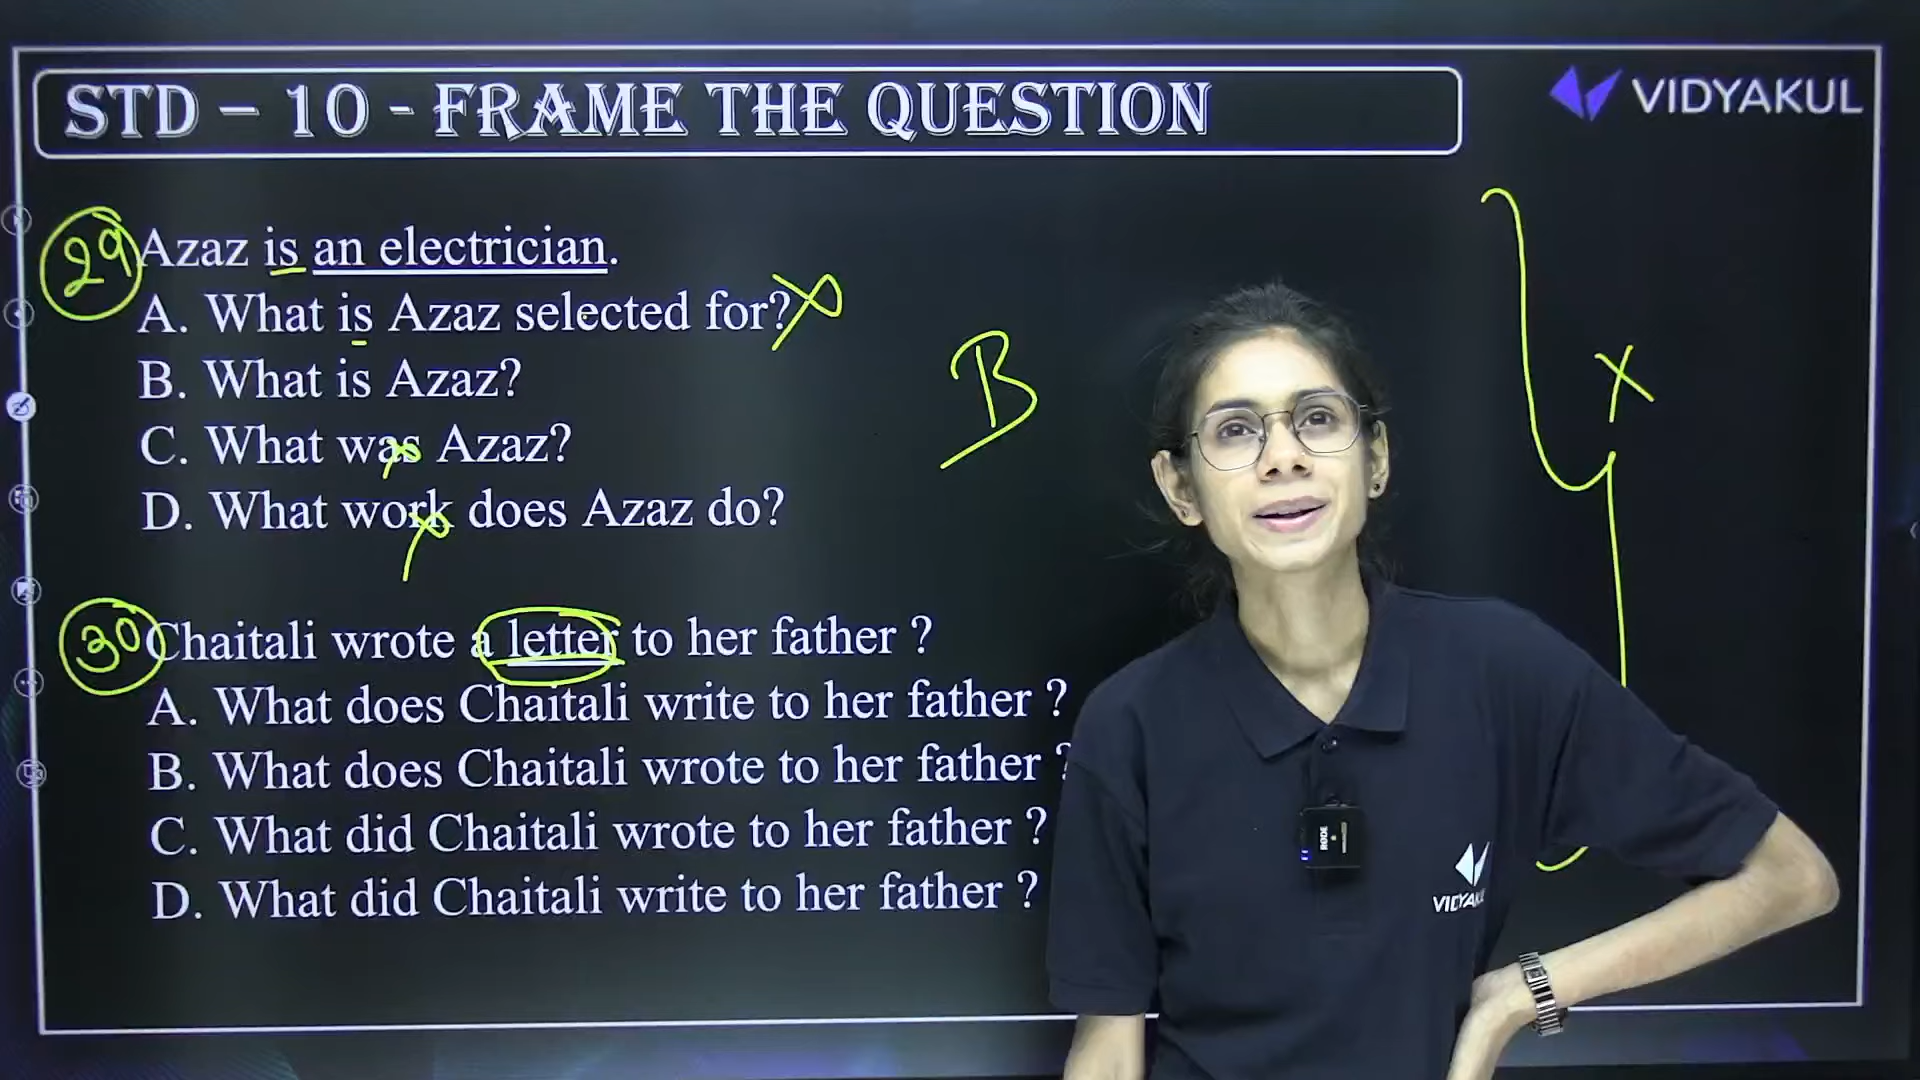 STD – 10 - FRAME THE QUESTION
VIDYAKUL
29 Azaz is an electrician.
A. What is Azaz selected for?
B. What is Azaz?
C. What was Azaz?
D. What work does Azaz do?
B
30 Chaitali wrote a letter to her father ?
A. What does Chaitali write to her father ?
B. What does Chaitali wrote to her father ?
C. What did Chaitali wrote to her father ?
D. What did Chaitali write to her father ?
RODE